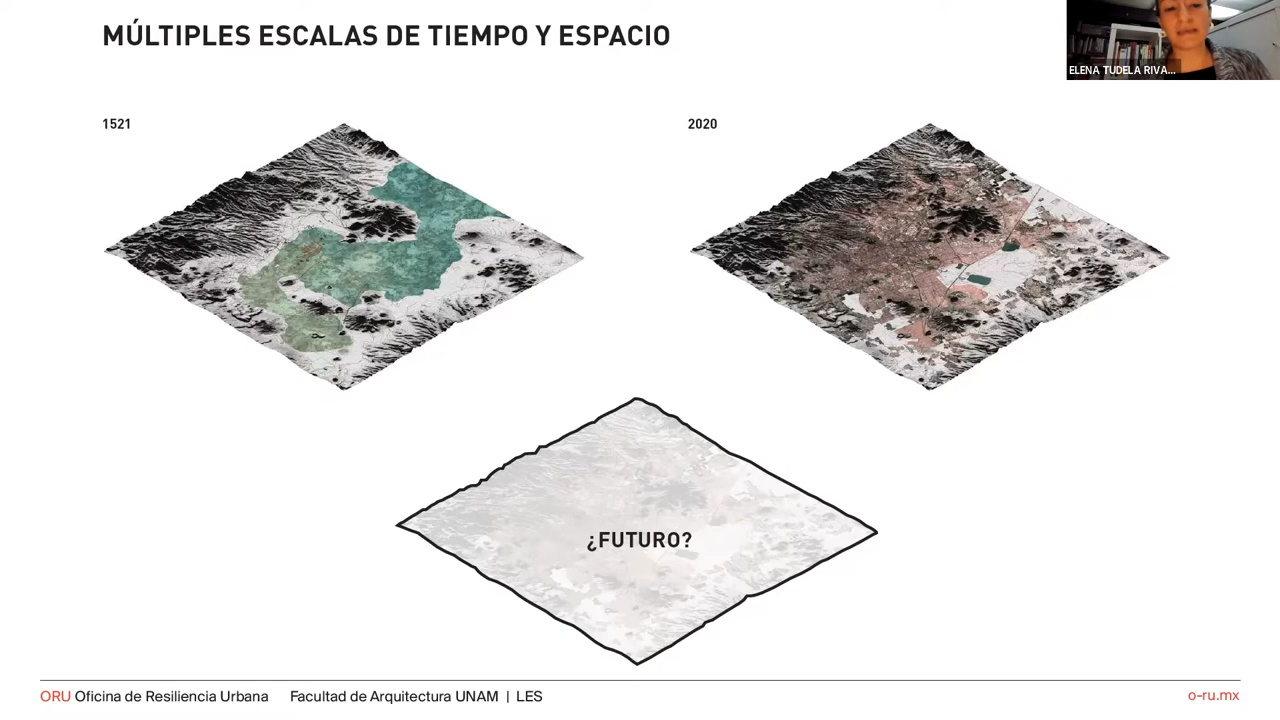 MÚLTIPLES ESCALAS DE TIEMPO Y ESPACIO
ELENA TUDELA RIVA...
1521
2020
¿FUTURO?
ORU Oficina de Resiliencia Urbana Facultad de Arquitectura UNAM | LES
o-ru.mx